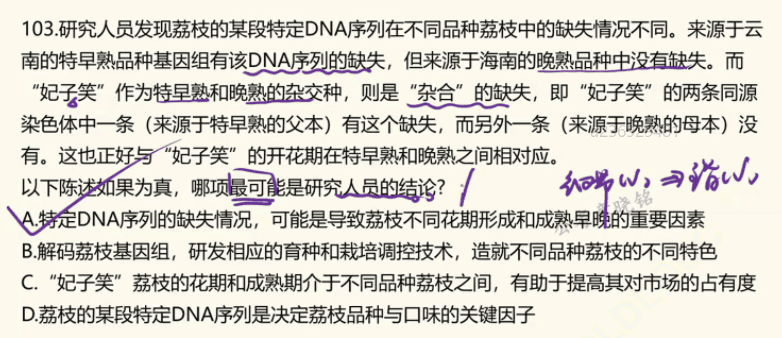 103.研究人员发现荔枝的某段特定DNA序列在不同品种荔枝中的缺失情况不同。来源于云
南的特早熟品种基因组有该DNA序列的缺失，但来源于海南的晚熟品种中没有缺失。而
“妃子笑”作为特早熟和晚熟的杂交种，则是“杂合”的缺失，即“妃子笑”的两条同源
染色体中一条（来源于特早熟的父本）有这个缺失，而另外一条（来源于晚熟的母本）没
有。这也正好与“妃子笑”的开花期在特早熟和晚熟之间相对应。
以下陈述如果为真，哪项最可能是研究人员的结论？
A.特定DNA序列的缺失情况，可能是导致荔枝不同花期形成和成熟早晚的重要因素
B.解码荔枝基因组，研发相应的育种和栽培调控技术，造就不同品种荔枝的不同特色
C.“妃子笑”荔枝的花期和成熟期介于不同品种荔枝之间，有助于提高其对市场的占有度
D.荔枝的某段特定DNA序列是决定荔枝品种与口味的关键因子